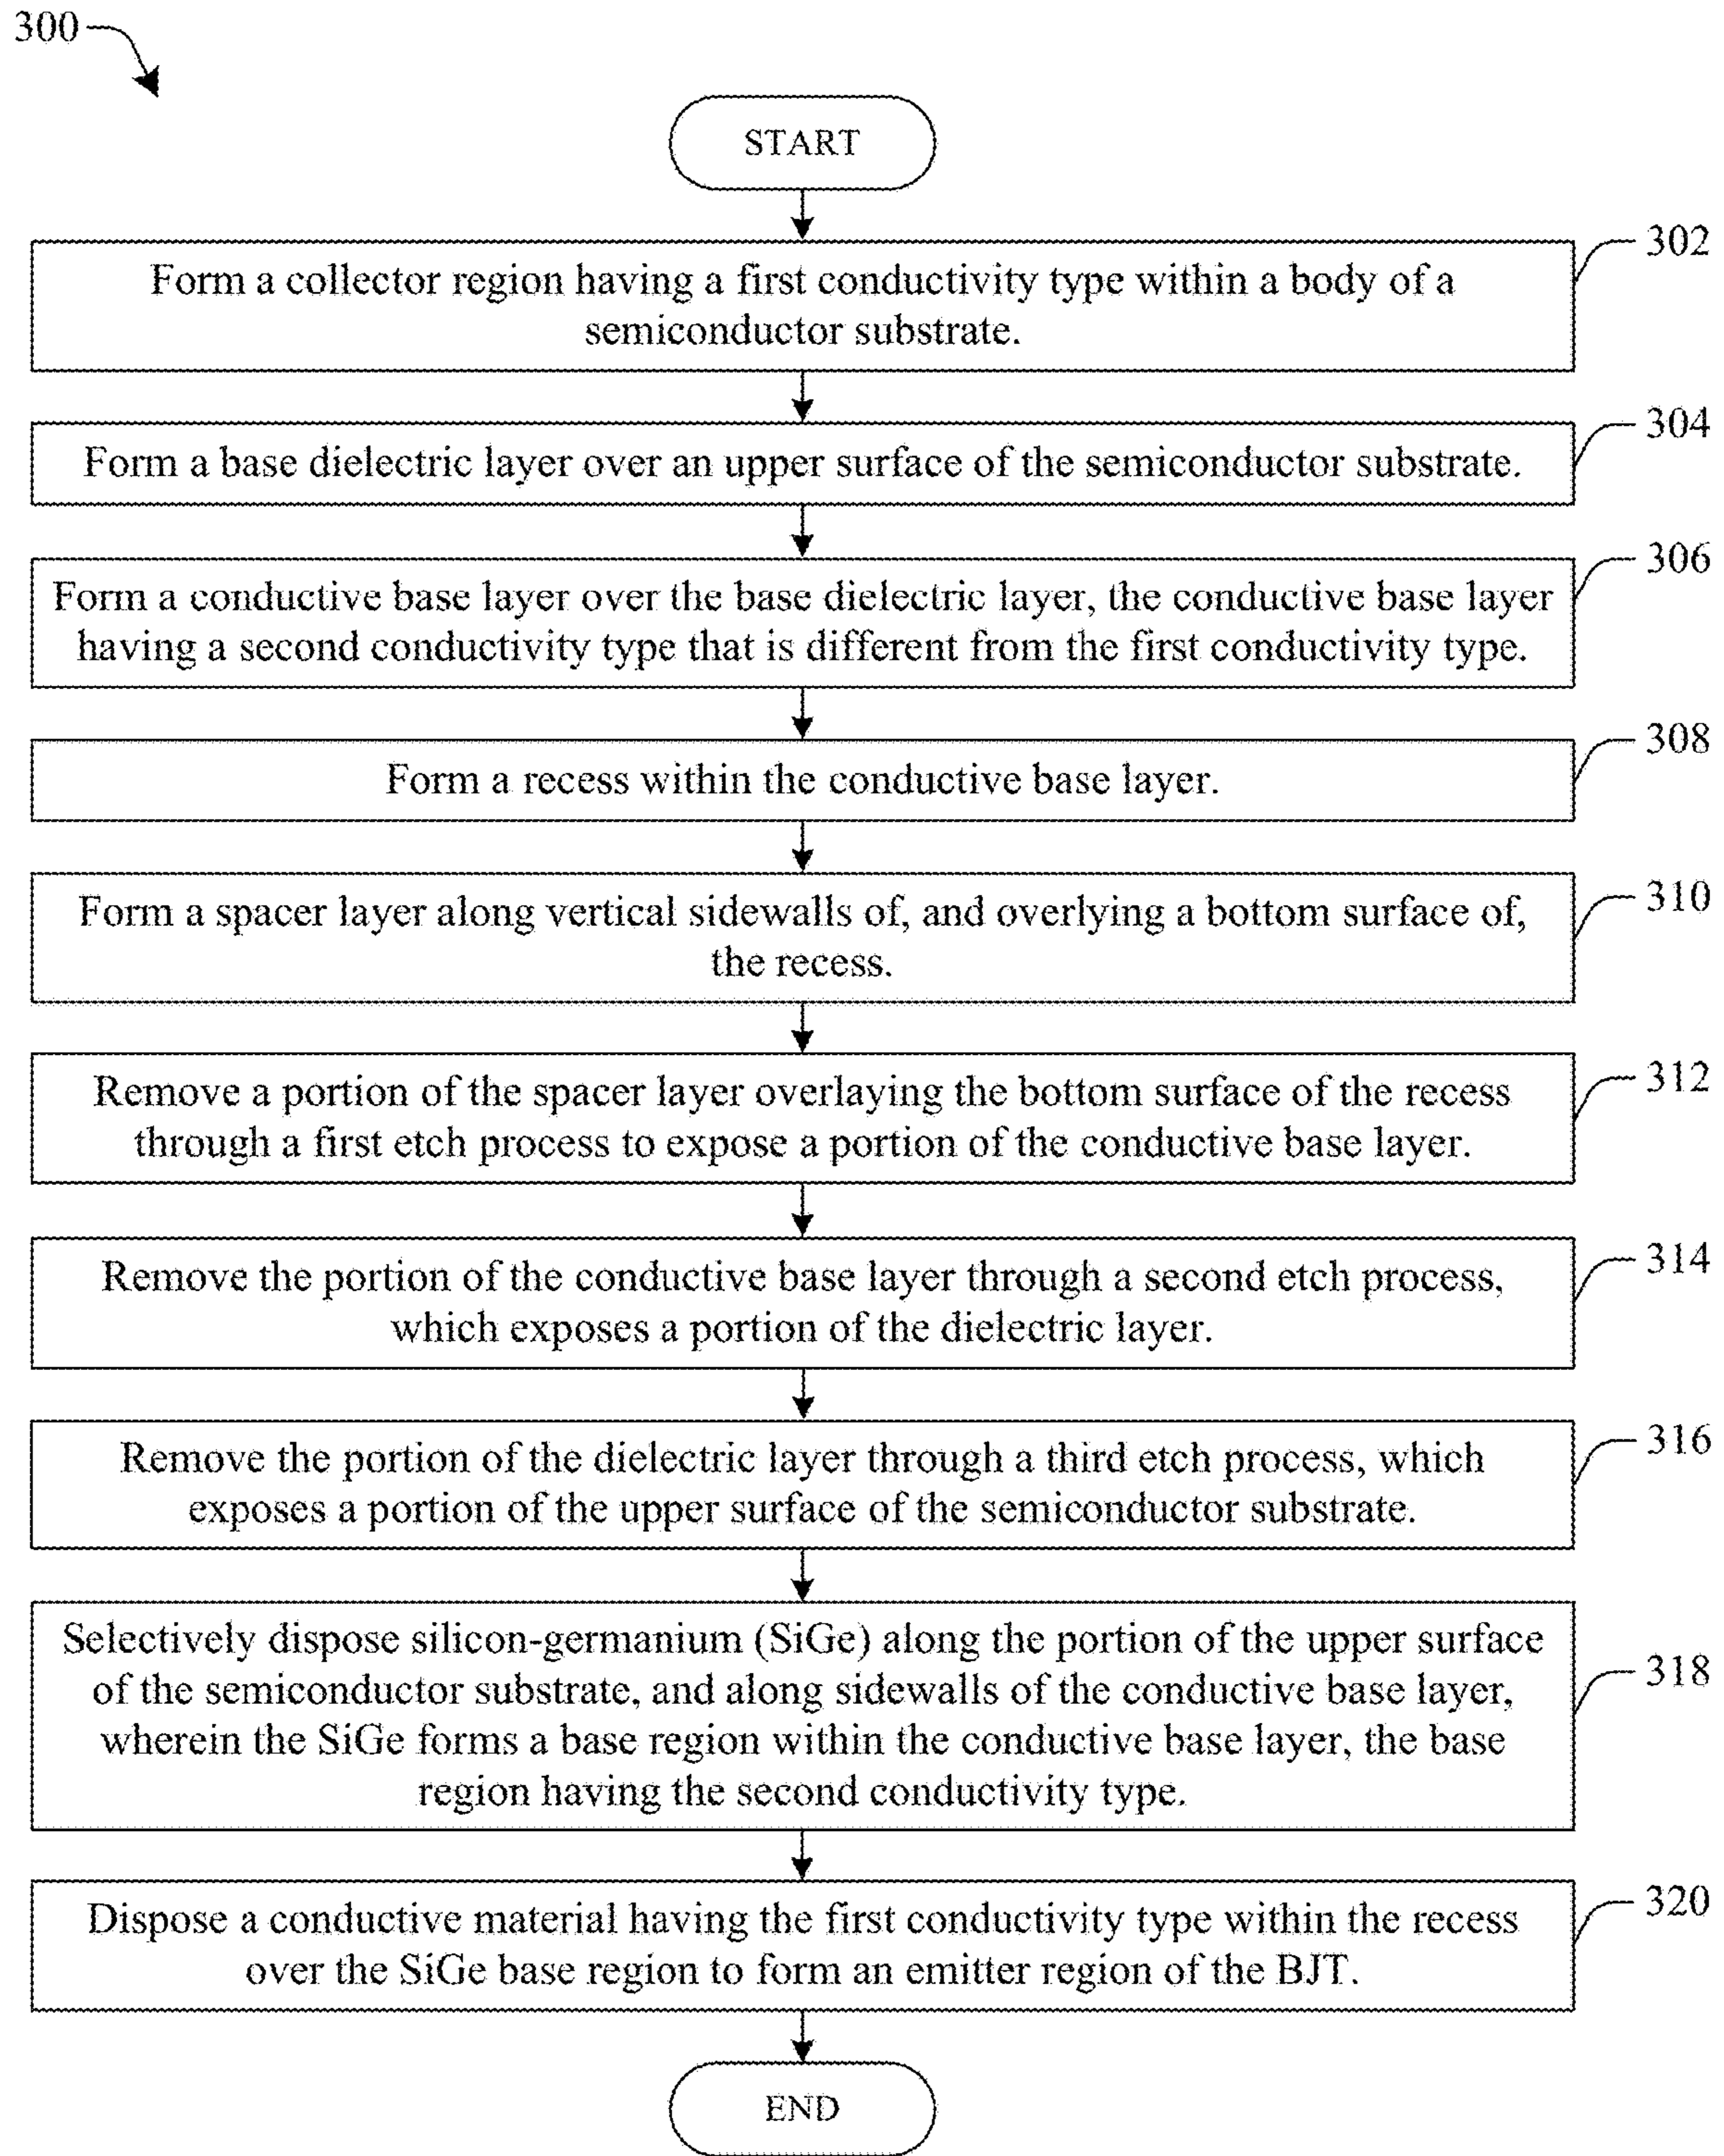 300
START
302
Form a collector region having a first conductivity type within a body of a
semiconductor substrate.
304
Form a base dielectric layer over an upper surface of the semiconductor substrate.
306
Form a conductive base layer over the base dielectric layer, the conductive base layer
having a second conductivity type that is different from the first conductivity type.
308
Form a recess within the conductive base layer.
310
Form a spacer layer along vertical sidewalls of, and overlying a bottom surface of,
the recess.
312
Remove a portion of the spacer layer overlaying the bottom surface of the recess
through a first etch process to expose a portion of the conductive base layer.
314
Remove the portion of the conductive base layer through a second etch process,
which exposes a portion of the dielectric layer.
316
Remove the portion of the dielectric layer through a third etch process, which
exposes a portion of the upper surface of the semiconductor substrate.
318
Selectively dispose silicon-germanium (SiGe) along the portion of the upper surface
of the semiconductor substrate, and along sidewalls of the conductive base layer,
wherein the SiGe forms a base region within the conductive base layer, the base
region having the second conductivity type.
320
Dispose a conductive material having the first conductivity type within the recess
over the SiGe base region to form an emitter region of the BJT.
END